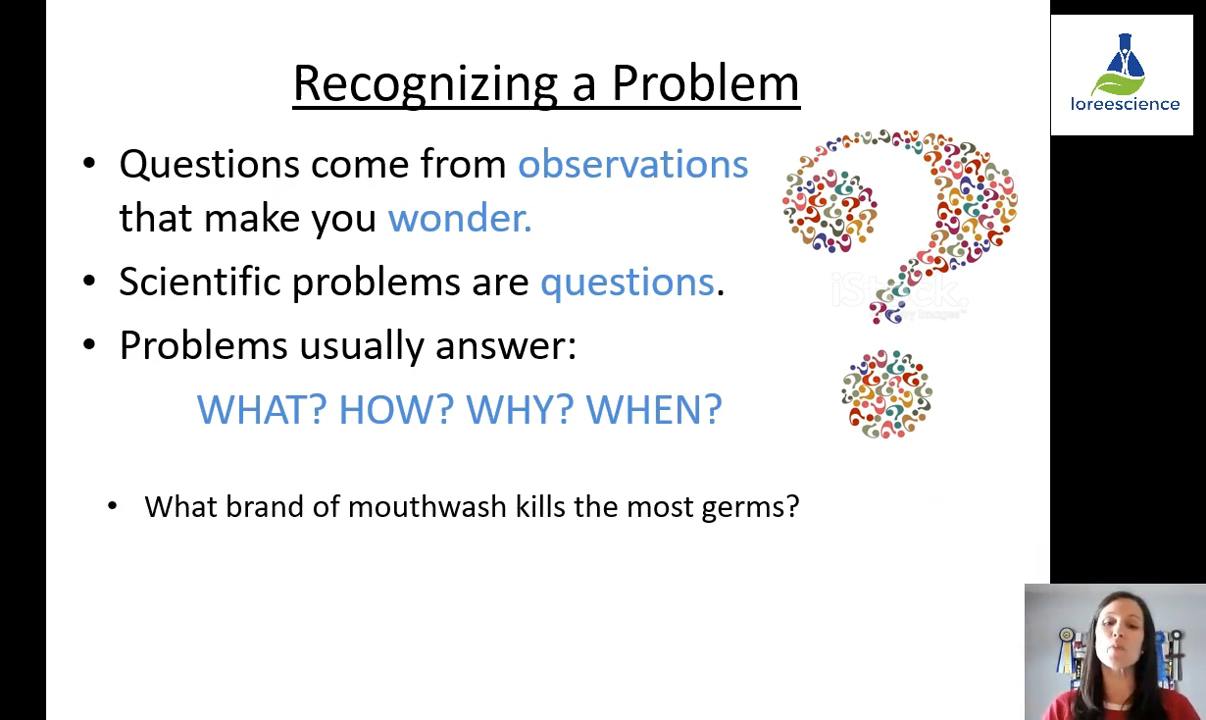 Recognizing a Problem
loreescience
• Questions come from observations
that make you wonder.
• Scientific problems are questions.
• Problems usually answer:
WHAT? HOW? WHY? WHEN?
• What brand of mouthwash kills the most germs?
iStock